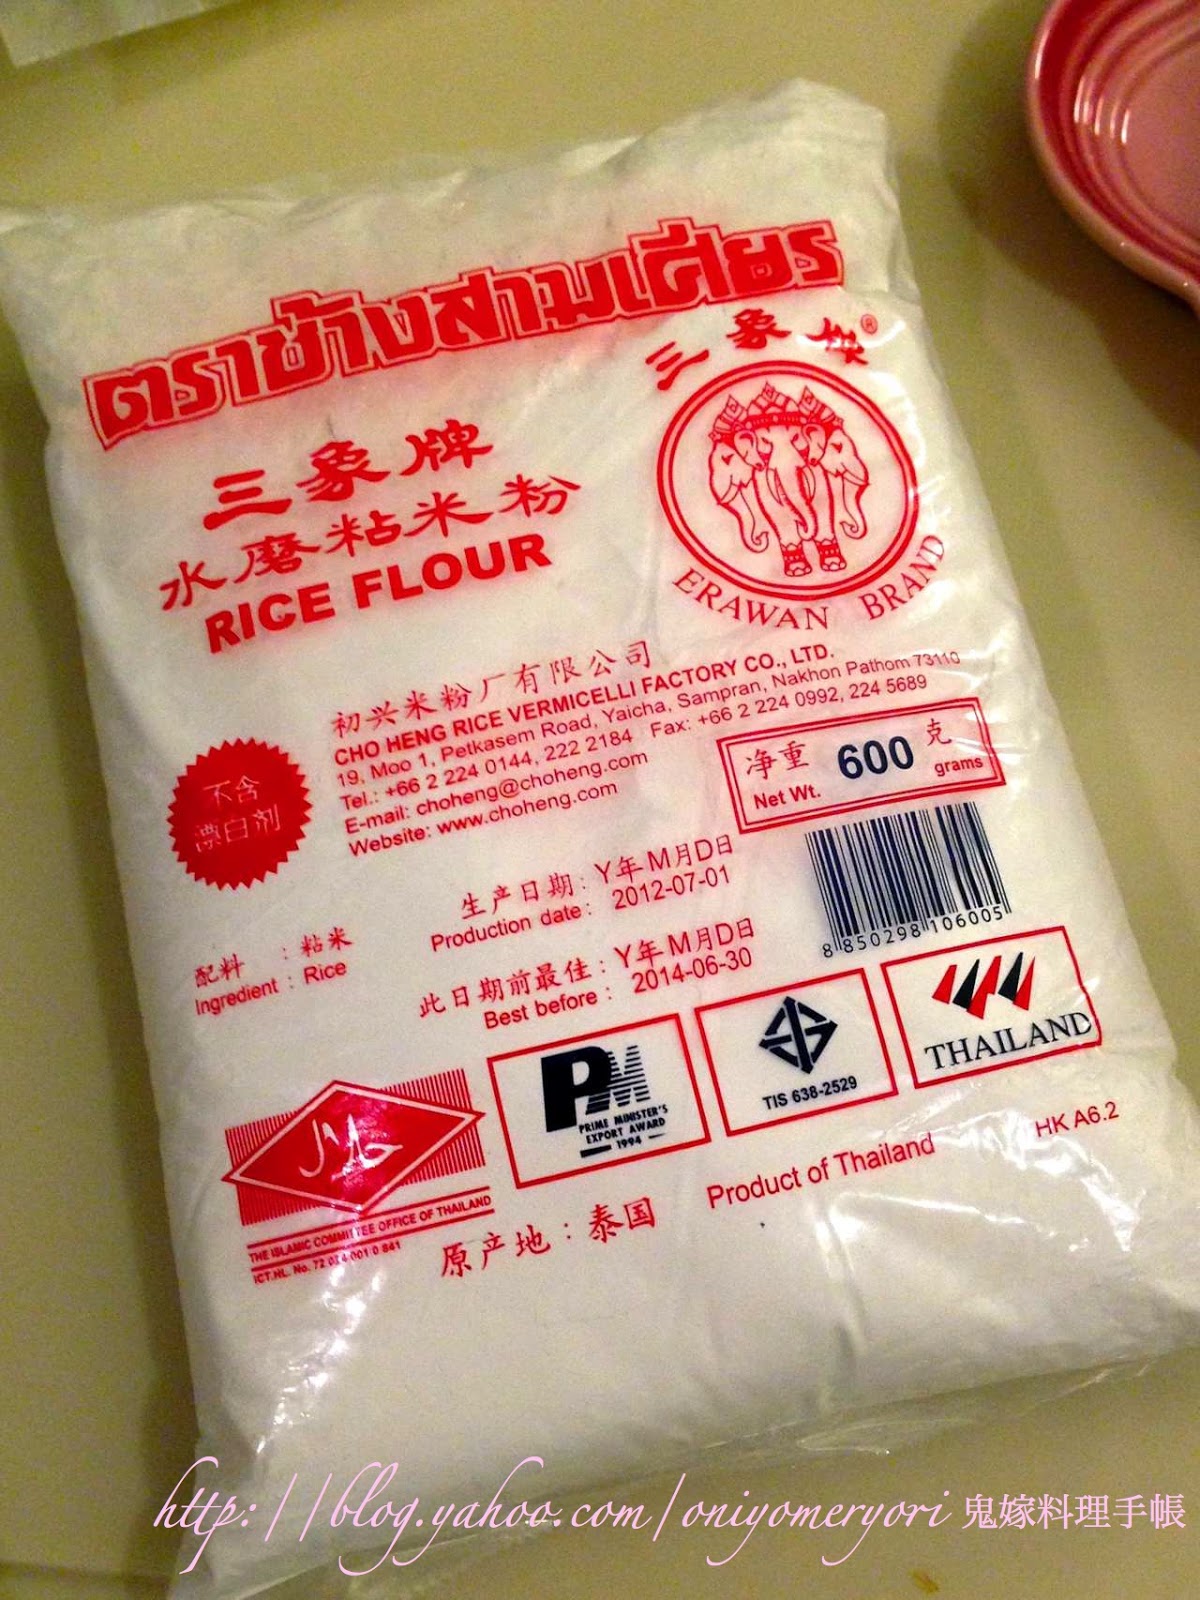 ตราช้างสามเศียร
三象牌®
三象牌
水磨粘米粉
RICE FLOUR
ERAWAN BRAND
初兴米粉厂有限公司
CHO HENG RICE VERMICELLI FACTORY CO., LTD.
19, Moo 1, Petkasem Road, Yaicha, Sampran, Nakhon Pathom 73110
Tel.: +66 2 224 0144, 222 2184 Fax: +66 2 224 0992, 224 5689
E-mail: choheng@choheng.com
Website: www.choheng.com
不含
漂白剂
净重 600 克
Net Wt. grams
生产日期: Y年M月D日
Production date: 2012-07-01
8 850298 106005
配料 : 粘米
Ingredient : Rice
此日期前最佳: Y年M月D日
Best before : 2014-06-30
PM
PRIME MINISTER'S
EXPORT AWARD
1994
TIS 638-2529
THAILAND
THE ISLAMIC COMMITTEE OFFICE OF THAILAND
原产地 : 泰国
Product of Thailand
HK A6.2
http://blog.yahoo.com/oniyomeryori 鬼嫁料理手帳